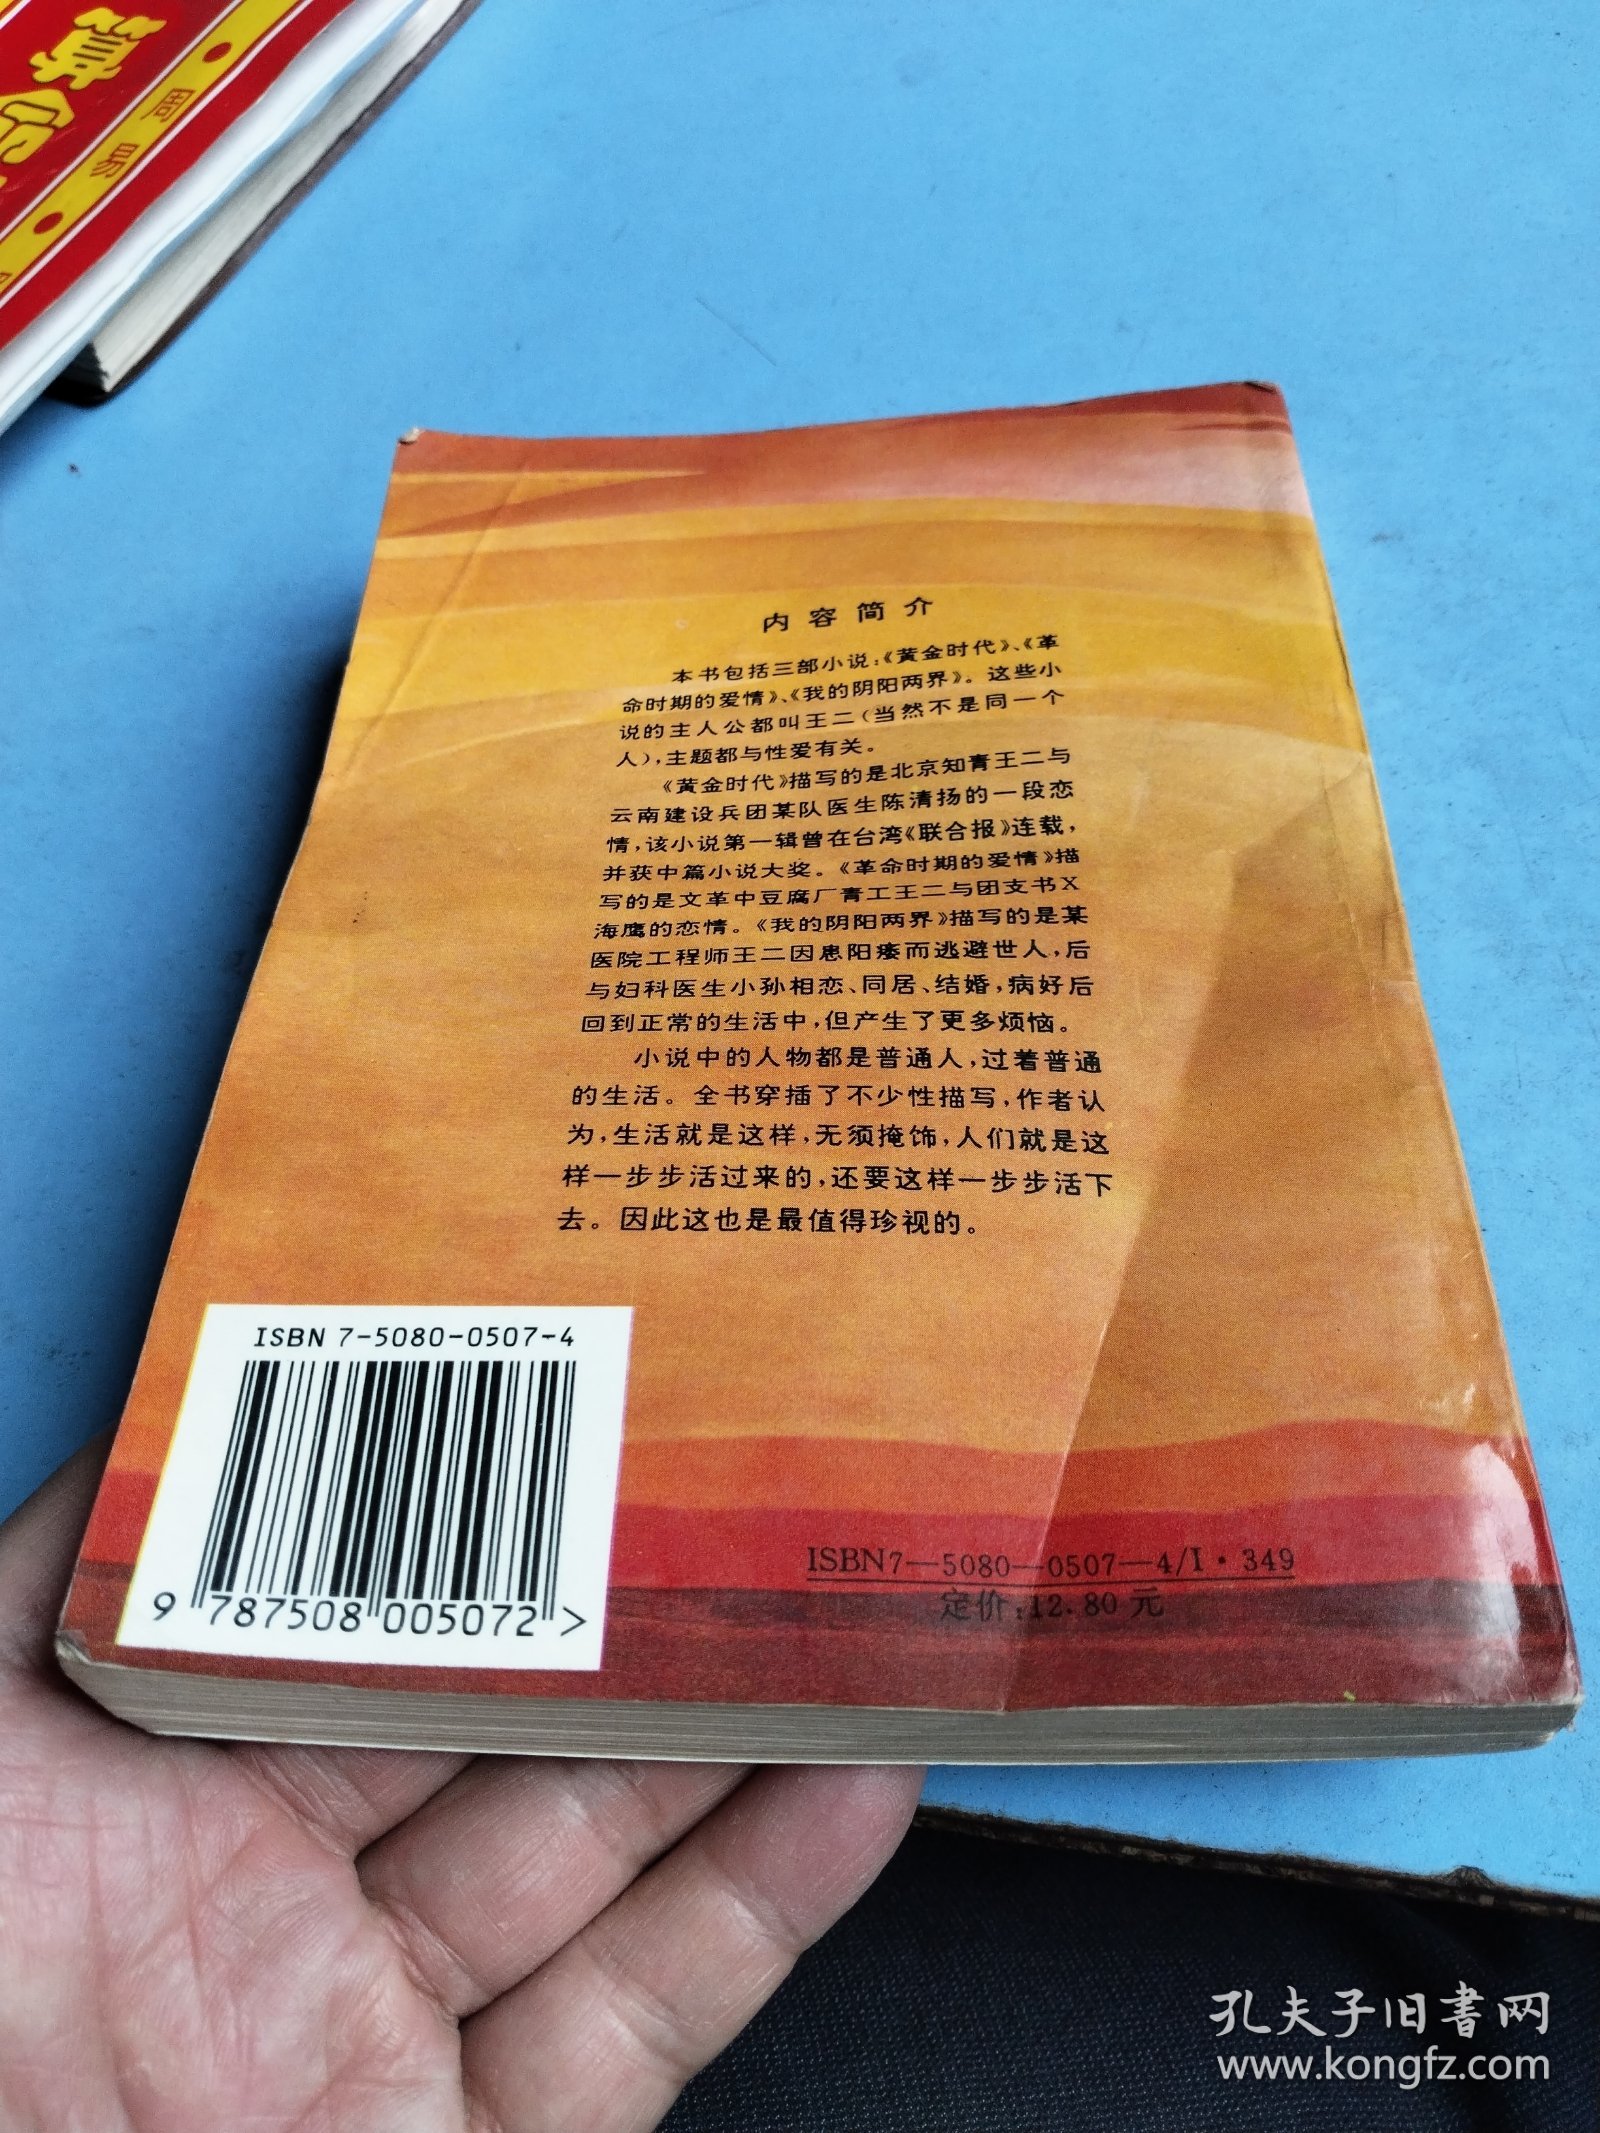 算命
周易
内容简介
本书包括三部小说:《黄金时代》、《革
命时期的爱情》、《我的阴阳两界》。这些小
说的主人公都叫王二(当然不是同一个
人),主题都与性爱有关。
《黄金时代》描写的是北京知青王二与
云南建设兵团某队医生陈清扬的一段恋
情,该小说第一辑曾在台湾《联合报》连载,
并获中篇小说大奖。《革命时期的爱情》描
写的是文革中豆腐厂青工王二与团支书X
海鹰的恋情。《我的阴阳两界》描写的是某
医院工程师王二因患阳痿而逃避世人,后
与妇科医生小孙相恋、同居、结婚,病好后
回到正常的生活中,但产生了更多烦恼。
小说中的人物都是普通人,过着普通
的生活。全书穿插了不少性描写,作者认
为,生活就是这样,无须掩饰,人们就是这
样一步步活过来的,还要这样一步步活下
去。因此这也是最值得珍视的。
ISBN 7-5080-0507-4
9 787508 005072 >
ISBN7—5080—0507—4/I·349
定价:12.80元
孔夫子旧书网
www.kongfz.com